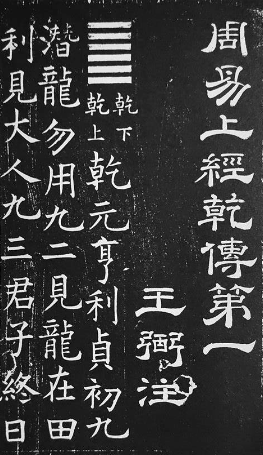 周易上經乾傳第一
王弼注
乾下
乾上
乾元亨利貞初九
潛龍勿用九二見龍在田
利見大人九三君子終日